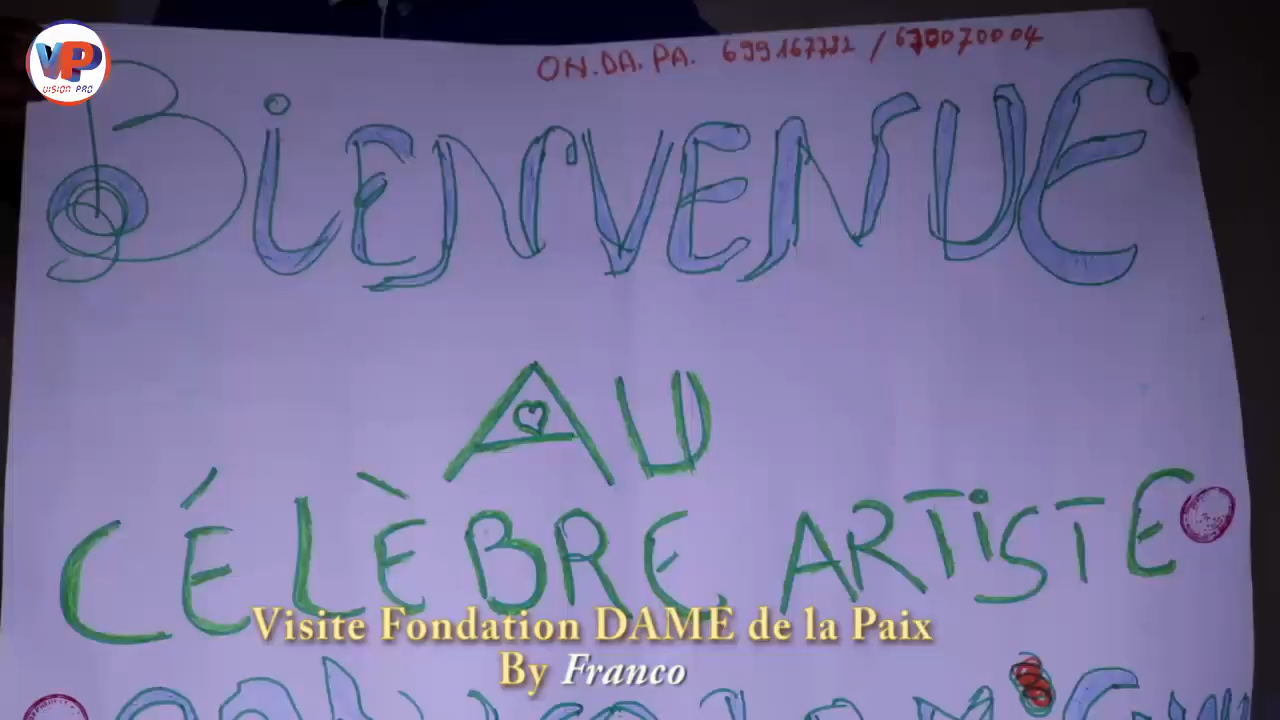 VP
VISION PRO
ON.DA.PA. 699167732 / 670070004
BiENVENUE
AU
CÉLÈBRE ARTiSTE
Visite Fondation DAME de la Paix
By Franco